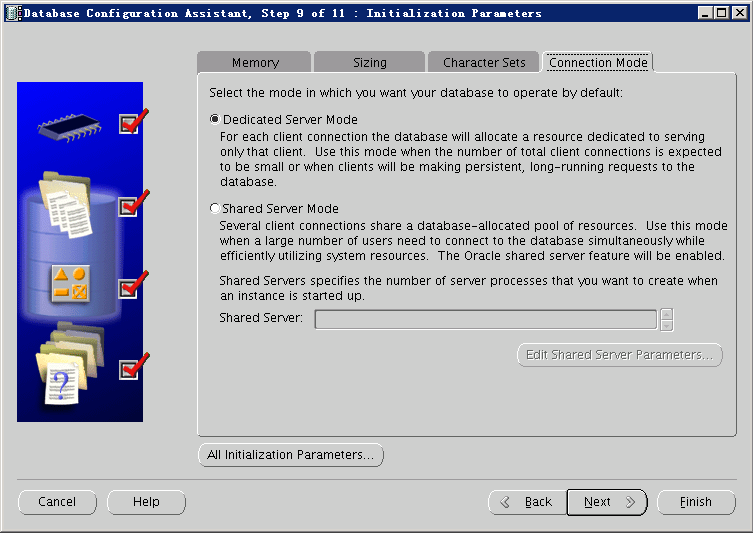 Database Configuration Assistant, Step 9 of 11 : Initialization Parameters
Memory
Sizing
Character Sets
Connection Mode
Select the mode in which you want your database to operate by default:
Dedicated Server Mode
For each client connection the database will allocate a resource dedicated to serving
only that client.  Use this mode when the number of total client connections is expected
to be small or when clients will be making persistent, long-running requests to the
database.
Shared Server Mode
Several client connections share a database-allocated pool of resources.  Use this mode
when a large number of users need to connect to the database simultaneously while
efficiently utilizing system resources.  The Oracle shared server feature will be enabled.
Shared Servers specifies the number of server processes that you want to create when
an instance is started up.
Shared Server:
Edit Shared Server Parameters...
?
All Initialization Parameters...
Cancel
Help
Back
Next
Finish